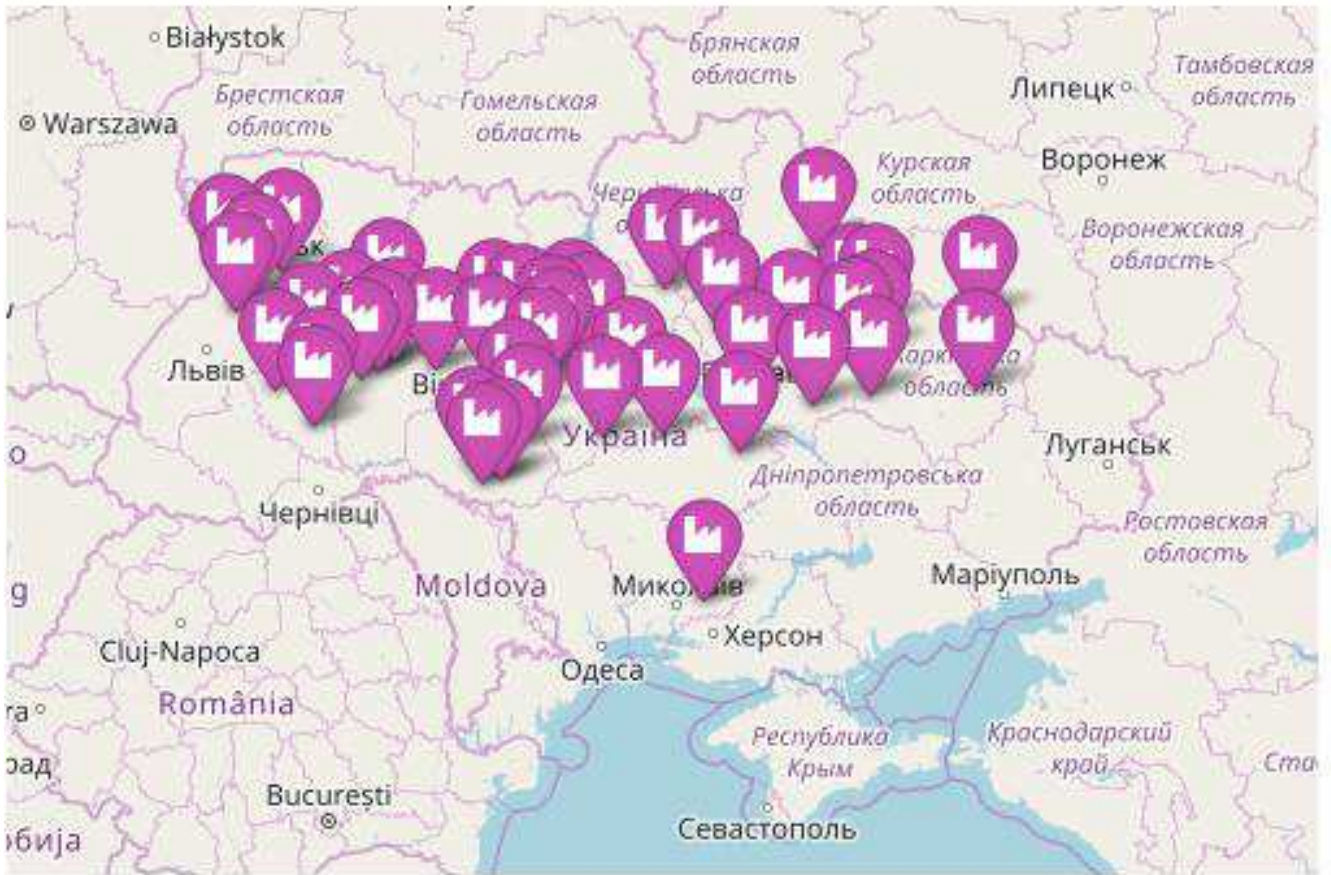 Białystok
Брянская
область
Тамбовская
область
Липецк
Брестская
область
Гомельская
область
Warszawa
Воронеж
Курская
область
Воронежская
область
Львів
область
Україна
Луганськ
Дніпропетровська
область
Чернівці
Ростовская
область
Moldova
Маріуполь
Херсон
Cluj-Napoca
Одеса
România
Республика
Крым
Краснодарский
край
București
Севастополь